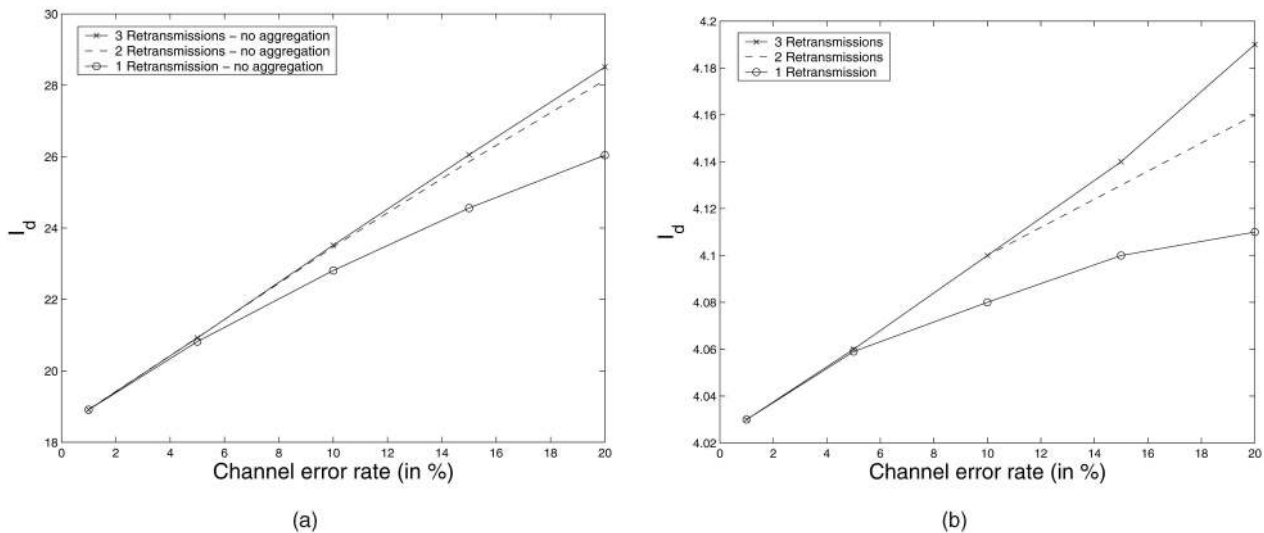 30
28
26
24
22
20
18
I_d
3 Retransmissions – no aggregation
2 Retransmissions – no aggregation
1 Retransmission – no aggregation
0 2 4 6 8 10 12 14 16 18 20
Channel error rate (in %)
(a)
4.2
4.18
4.16
4.14
4.12
4.1
4.08
4.06
4.04
4.02
I_d
3 Retransmissions
2 Retransmissions
1 Retransmission
0 2 4 6 8 10 12 14 16 18 20
Channel error rate (in %)
(b)